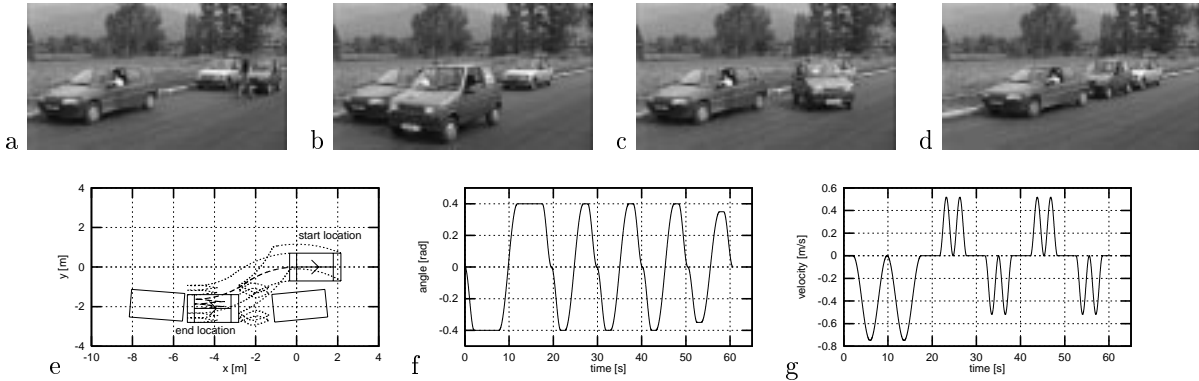 a b c d
4
2
0
-2
-4
y [m]
start location
end location
-10 -8 -6 -4 -2 0 2 4
x [m]
e
0.4
0.2
0
-0.2
-0.4
angle [rad]
0 10 20 30 40 50 60
time [s]
f
0.6
0.4
0.2
0
-0.2
-0.4
-0.6
-0.8
velocity [m/s]
0 10 20 30 40 50 60
time [s]
g